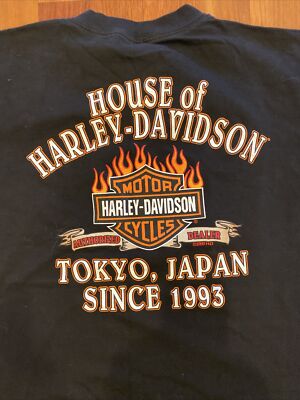 HOUSE of
HARLEY-DAVIDSON
MOTOR
HARLEY-DAVIDSON
CYCLES
AUTHORIZED DEALER
TOKYO, JAPAN
SINCE 1993